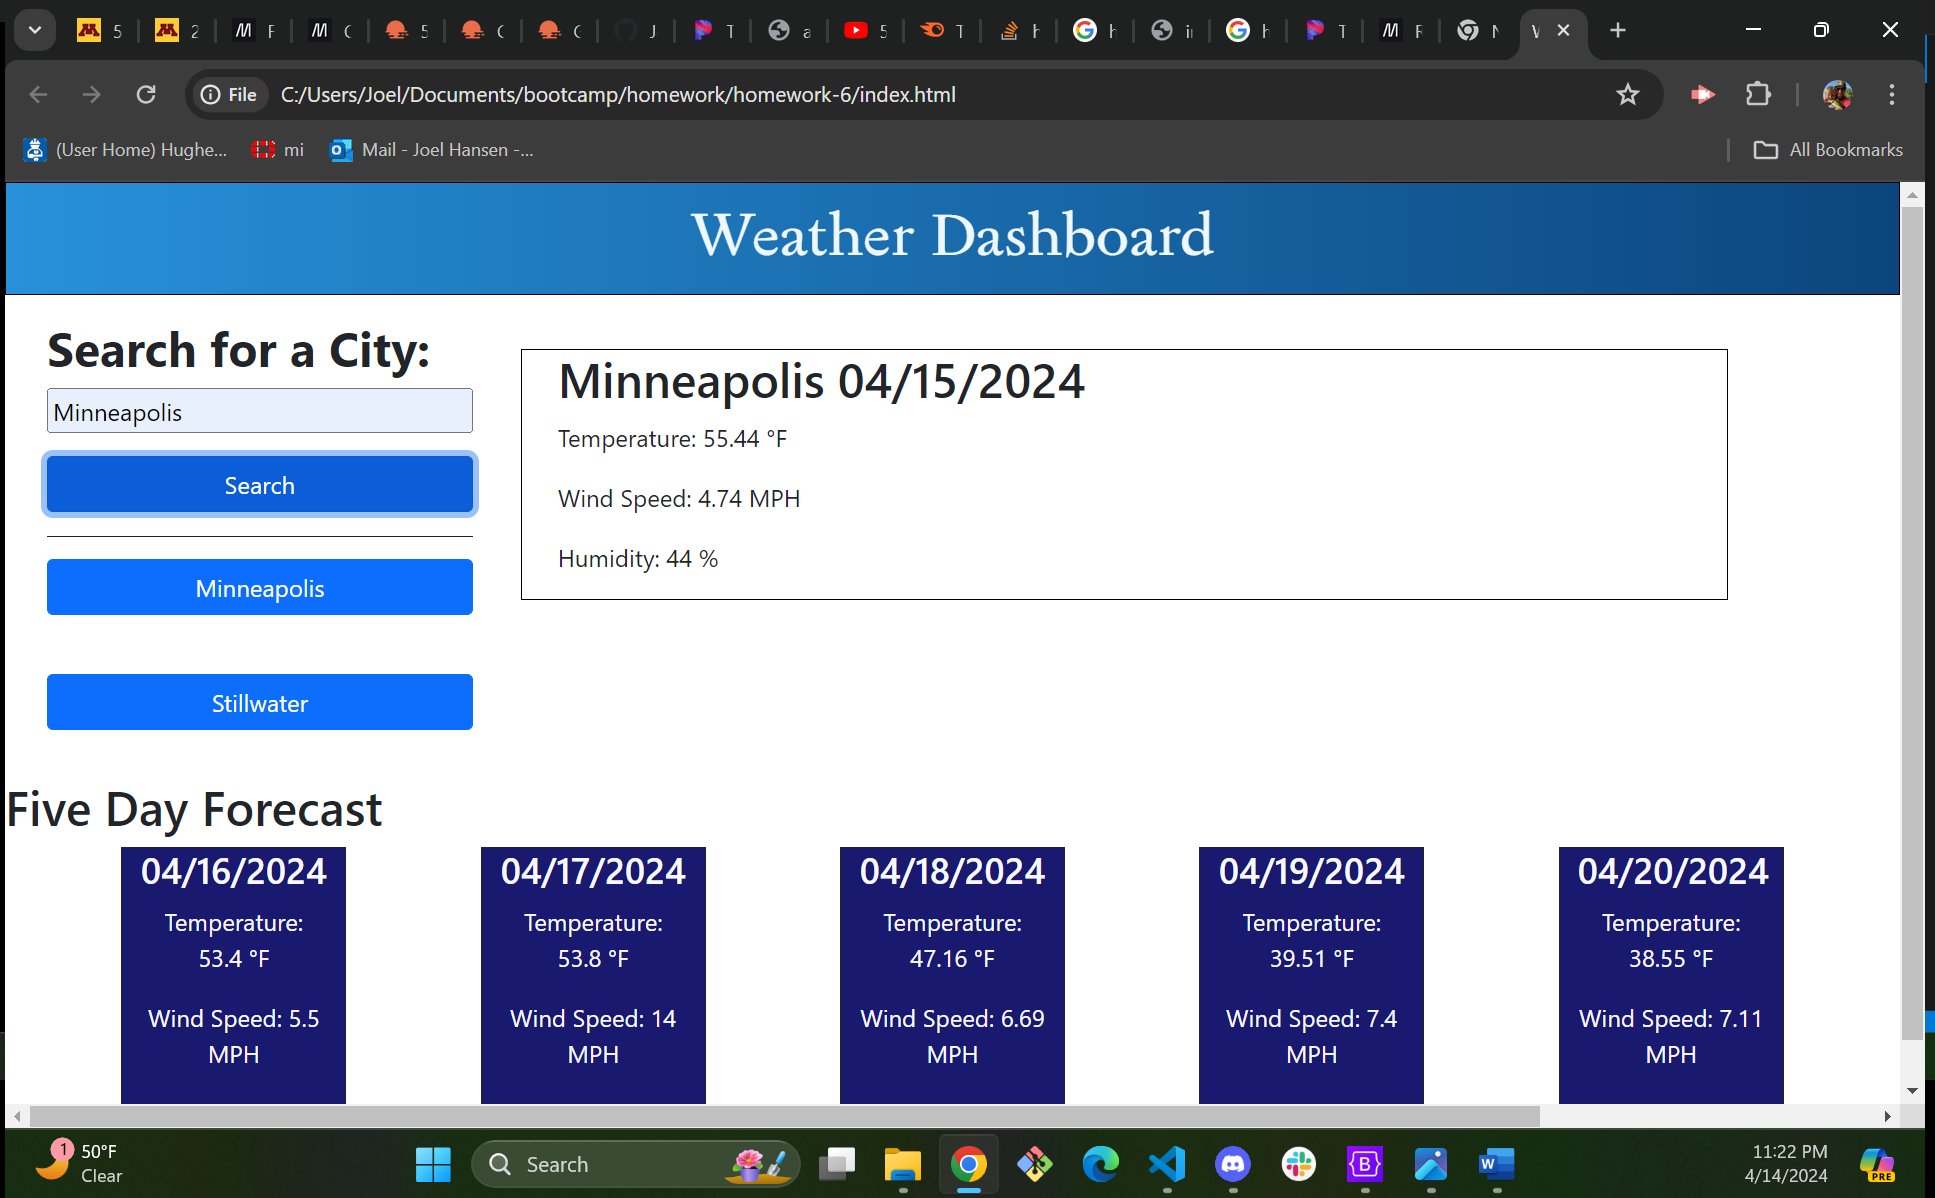 5
2
F
5
J
T
a
5
T
h
h
h
T
F
File C:/Users/Joel/Documents/bootcamp/homework/homework-6/index.html
(User Home) Hughe...
mi
Mail - Joel Hansen -...
All Bookmarks
Weather Dashboard
Search for a City:
Minneapolis
Search
Minneapolis
Stillwater
Minneapolis 04/15/2024
Temperature: 55.44 °F
Wind Speed: 4.74 MPH
Humidity: 44 %
Five Day Forecast
04/16/2024
Temperature:
53.4 °F
Wind Speed: 5.5
MPH
04/17/2024
Temperature:
53.8 °F
Wind Speed: 14
MPH
04/18/2024
Temperature:
47.16 °F
Wind Speed: 6.69
MPH
04/19/2024
Temperature:
39.51 °F
Wind Speed: 7.4
MPH
04/20/2024
Temperature:
38.55 °F
Wind Speed: 7.11
MPH
1
50°F
Clear
Search
11:22 PM
4/14/2024
PRE